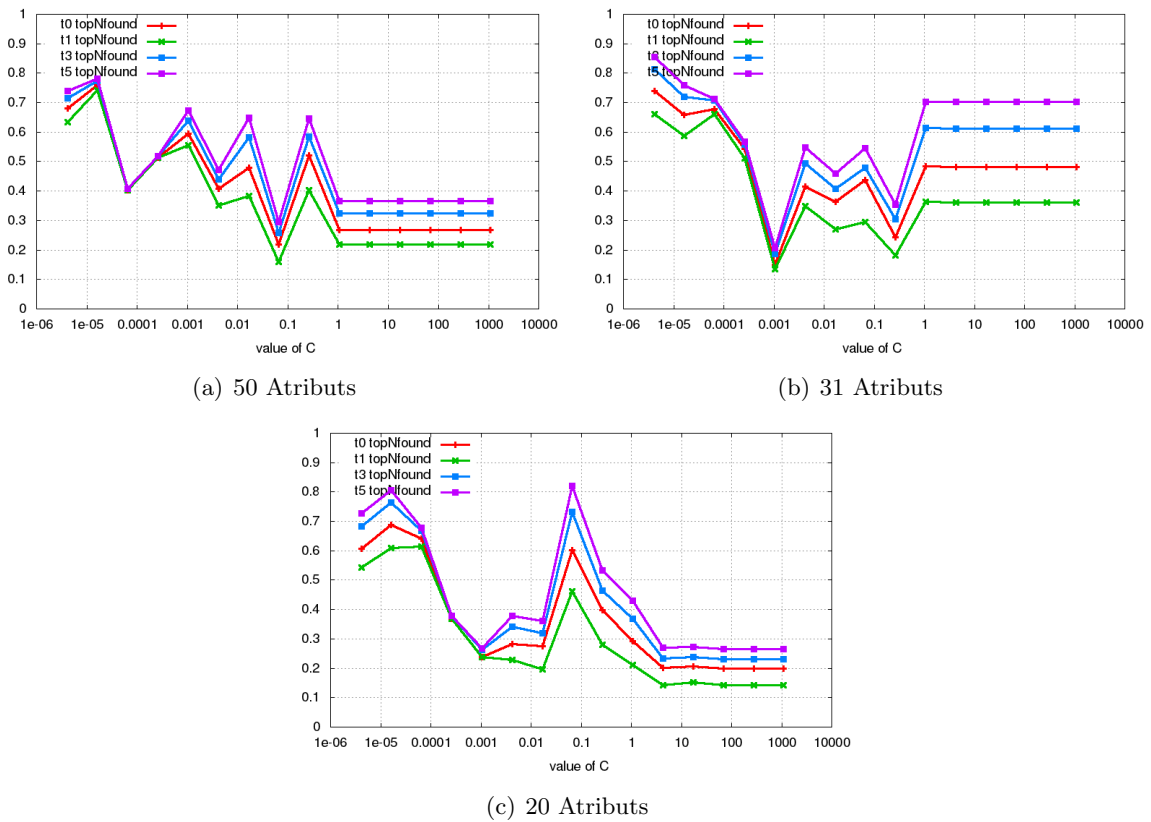 1
0.9
0.8
0.7
0.6
0.5
0.4
0.3
0.2
0.1
0
1e-06 1e-05 0.0001 0.001 0.01 0.1 1 10 100 1000 10000
value of C
t0 topNfound
t1 topNfound
t3 topNfound
t5 topNfound
(a) 50 Atributs
1
0.9
0.8
0.7
0.6
0.5
0.4
0.3
0.2
0.1
0
1e-06 1e-05 0.0001 0.001 0.01 0.1 1 10 100 1000 10000
value of C
t0 topNfound
t1 topNfound
t3 topNfound
t5 topNfound
(b) 31 Atributs
1
0.9
0.8
0.7
0.6
0.5
0.4
0.3
0.2
0.1
0
1e-06 1e-05 0.0001 0.001 0.01 0.1 1 10 100 1000 10000
value of C
t0 topNfound
t1 topNfound
t3 topNfound
t5 topNfound
(c) 20 Atributs